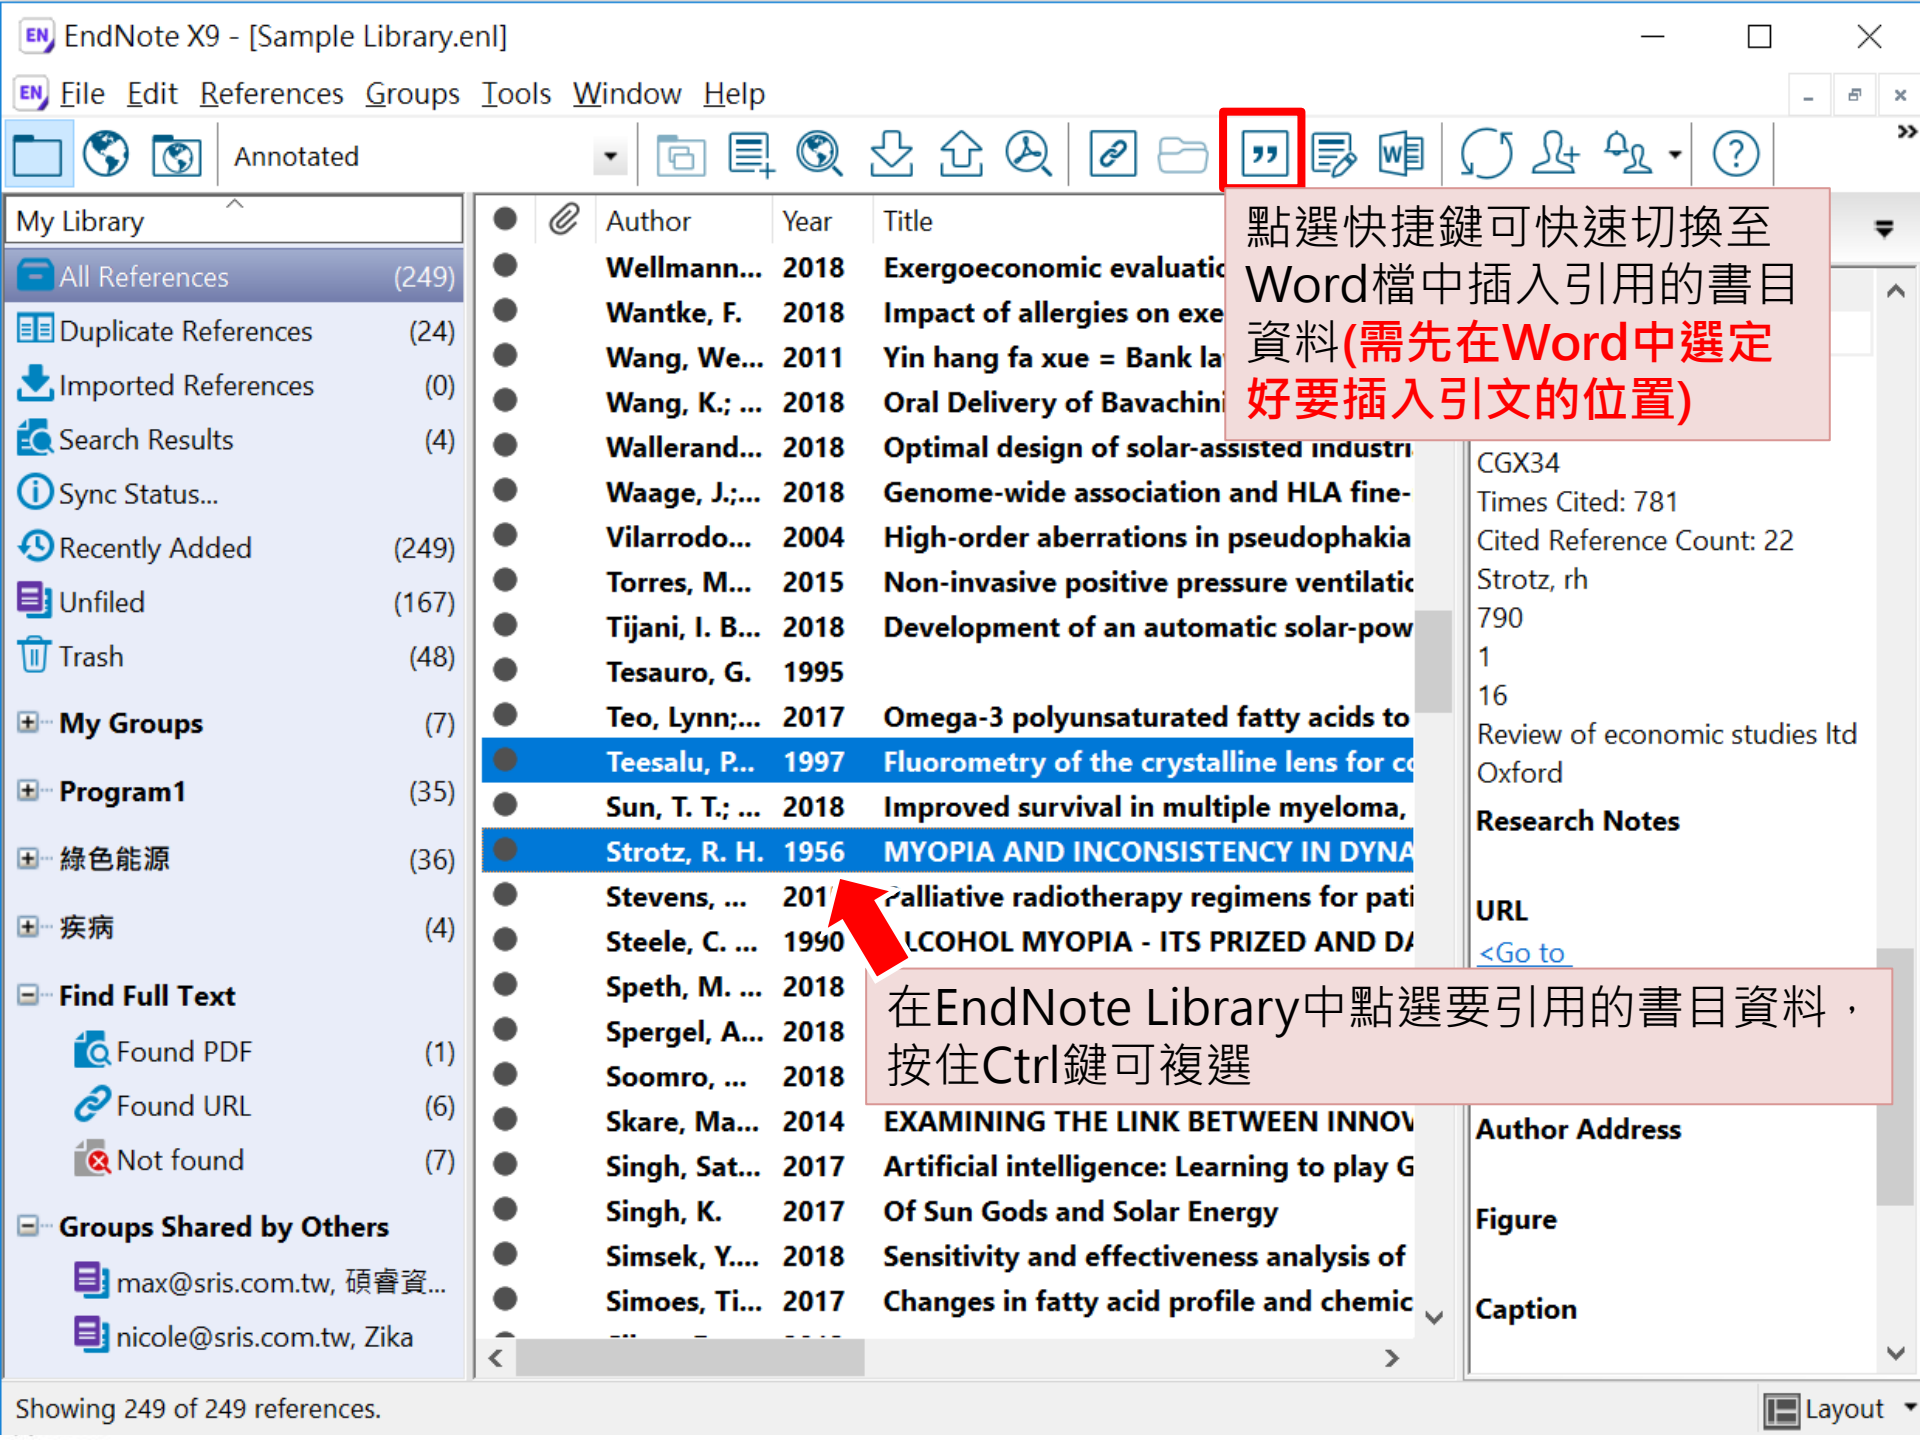 EndNote X9 - [Sample Library.enl]
File Edit References Groups Tools Window Help
Annotated
My Library
All References (249)
Duplicate References (24)
Imported References (0)
Search Results (4)
Sync Status...
Recently Added (249)
Unfiled (167)
Trash (48)
My Groups (7)
Program1 (35)
綠色能源 (36)
疾病 (4)
Find Full Text
Found PDF (1)
Found URL (6)
Not found (7)
Groups Shared by Others
max@sris.com.tw, 碩睿資...
nicole@sris.com.tw, Zika
Author Year Title
Wellmann... 2018 Exergoeconomic evaluatic
Wantke, F. 2018 Impact of allergies on exe
Wang, We... 2011 Yin hang fa xue = Bank la
Wang, K.; ... 2018 Oral Delivery of Bavachini
Wallerand... 2018 Optimal design of solar-assisted industri
Waage, J.;... 2018 Genome-wide association and HLA fine-
Vilarrodo... 2004 High-order aberrations in pseudophakia
Torres, M... 2015 Non-invasive positive pressure ventilatic
Tijani, I. B... 2018 Development of an automatic solar-pow
Tesauro, G. 1995
Teo, Lynn;... 2017 Omega-3 polyunsaturated fatty acids to
Teesalu, P... 1997 Fluorometry of the crystalline lens for co
Sun, T. T.; ... 2018 Improved survival in multiple myeloma,
Strotz, R. H. 1956 MYOPIA AND INCONSISTENCY IN DYNA
Stevens, ... 201 Palliative radiotherapy regimens for pati
Steele, C. ... 1990 LCOHOL MYOPIA - ITS PRIZED AND DA
Speth, M. ... 2018
Spergel, A... 2018
Soomro, ... 2018
Skare, Ma... 2014 EXAMINING THE LINK BETWEEN INNOV
Singh, Sat... 2017 Artificial intelligence: Learning to play G
Singh, K. 2017 Of Sun Gods and Solar Energy
Simsek, Y.... 2018 Sensitivity and effectiveness analysis of
Simoes, Ti... 2017 Changes in fatty acid profile and chemic
點選快捷鍵可快速切換至
Word檔中插入引用的書目
資料(需先在Word中選定
好要插入引文的位置)
CGX34
Times Cited: 781
Cited Reference Count: 22
Strotz, rh
790
1
16
Review of economic studies ltd
Oxford
Research Notes
URL
<Go to
在EndNote Library中點選要引用的書目資料，
按住Ctrl鍵可複選
Author Address
Figure
Caption
Showing 249 of 249 references.
Layout